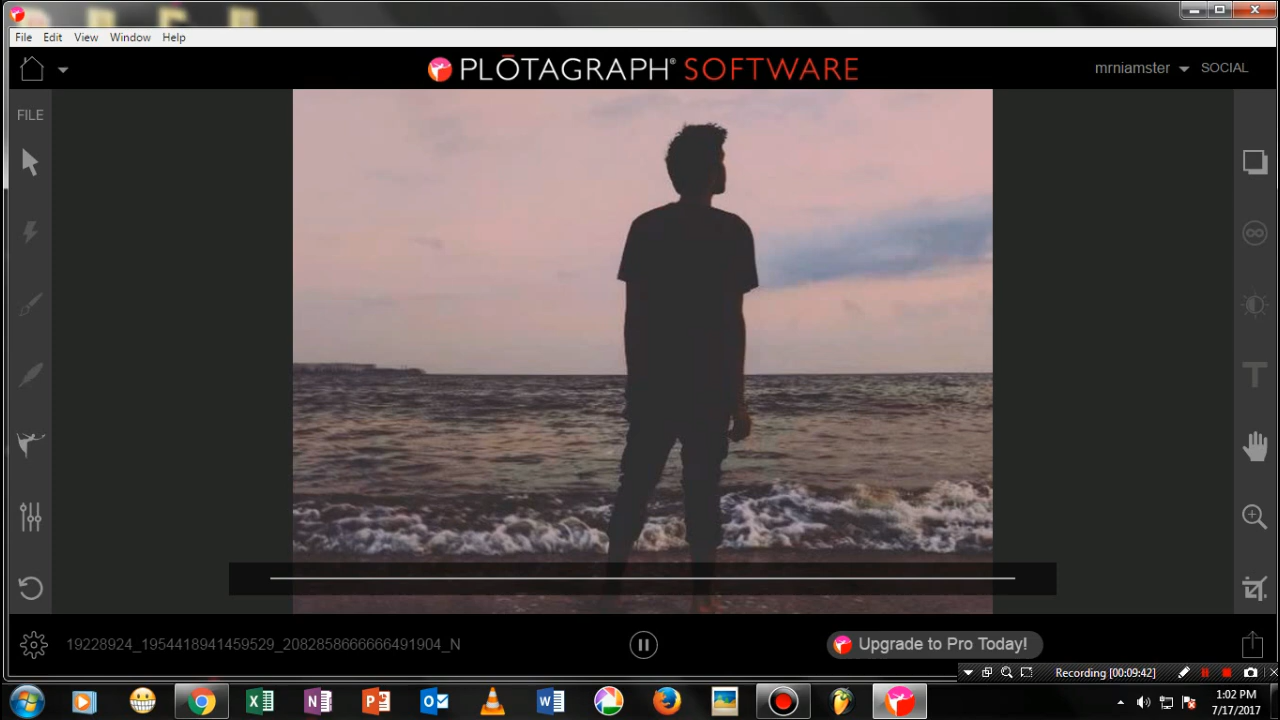 File Edit View Window Help
PLŌTAGRAPH® SOFTWARE
mrniamster
SOCIAL
FILE
T
19228924_1954418941459529_2082858666666491904_N
Upgrade to Pro Today!
Recording [00:09:42]
1:02 PM
7/17/2017